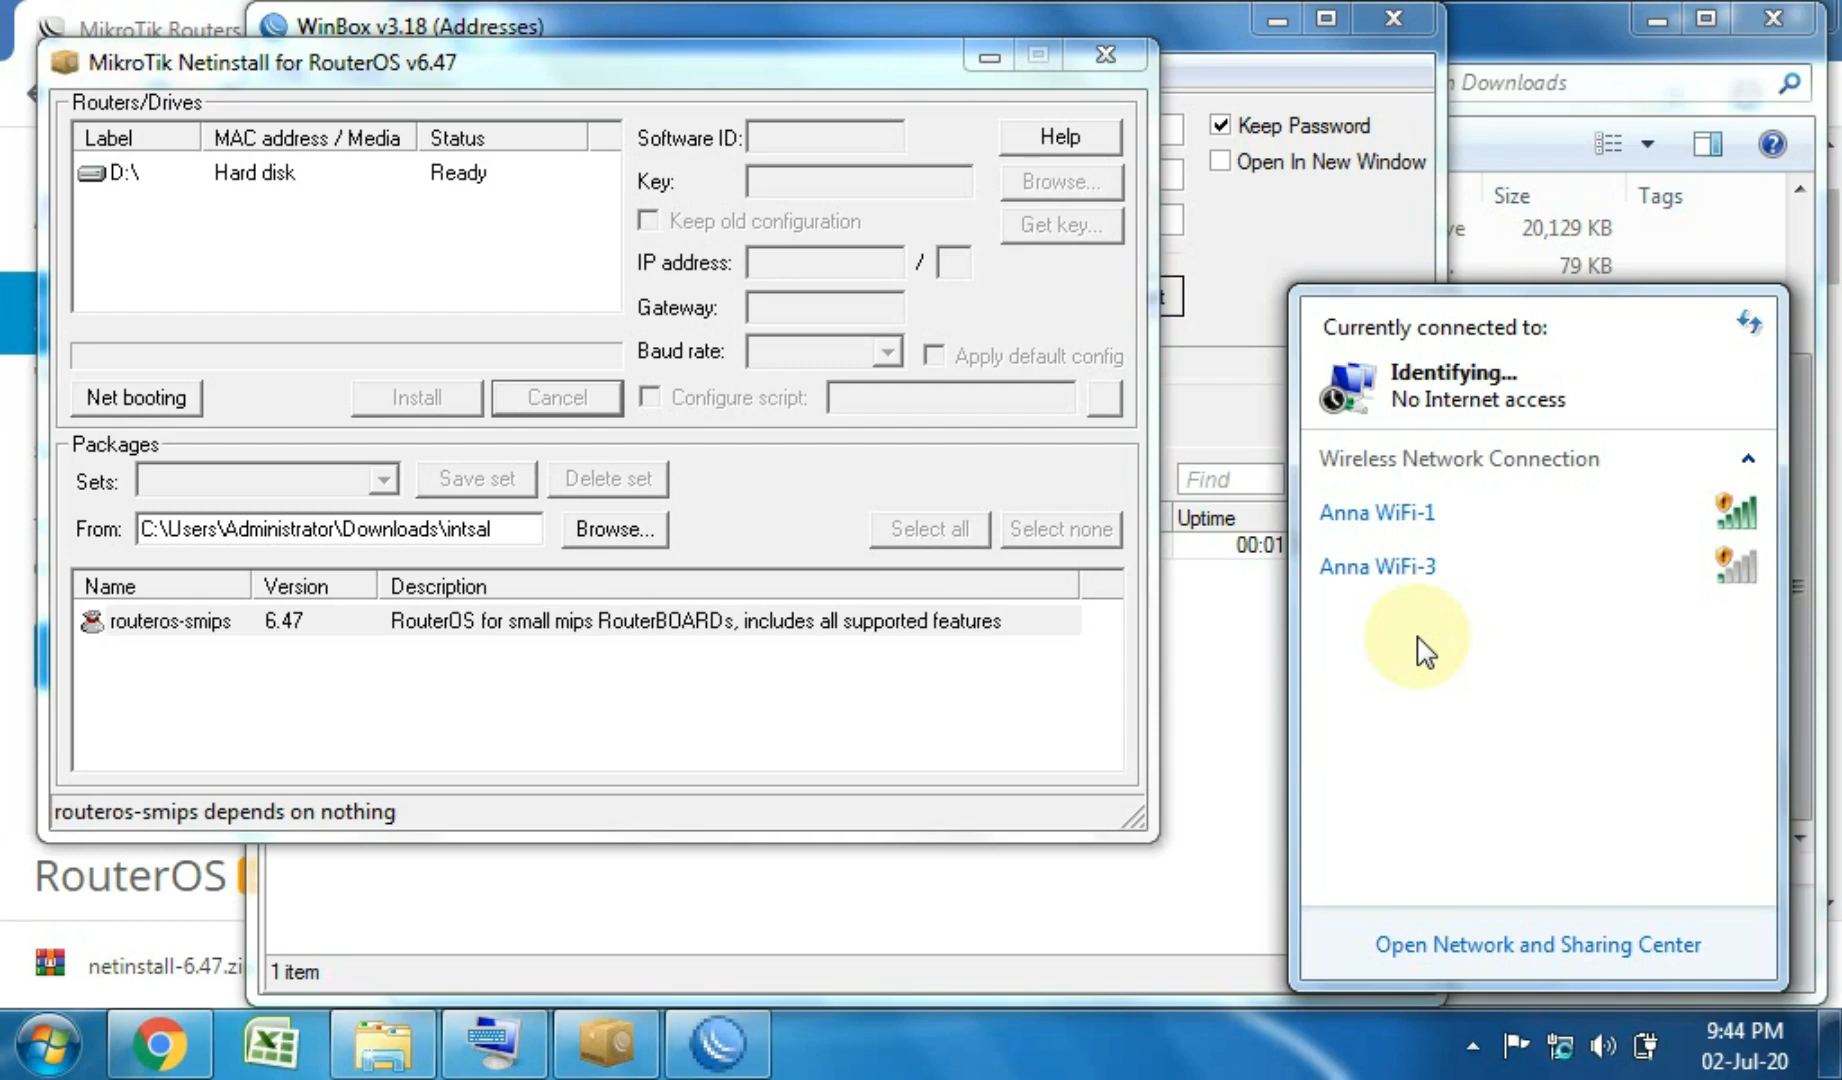 MikroTik Routers
WinBox v3.18 (Addresses)
MikroTik Netinstall for RouterOS v6.47
Routers/Drives
Label MAC address / Media Status
D:\ Hard disk Ready
Software ID: Help
Key: Browse...
Keep old configuration Get key...
IP address: /
Gateway:
Baud rate: Apply default config
Net booting Install Cancel Configure script:
Packages
Sets: Save set Delete set
From: C:\Users\Administrator\Downloads\intsal Browse... Select all Select none
Name Version Description
routeros-smips 6.47 RouterOS for small mips RouterBOARDs, includes all supported features
routeros-smips depends on nothing
Keep Password
Open In New Window
Find
Uptime
00:01
1 item
Downloads
Size Tags
20,129 KB
79 KB
Currently connected to:
Identifying...
No Internet access
Wireless Network Connection
Anna WiFi-1
Anna WiFi-3
Open Network and Sharing Center
RouterOS
netinstall-6.47.zi
9:44 PM
02-Jul-20